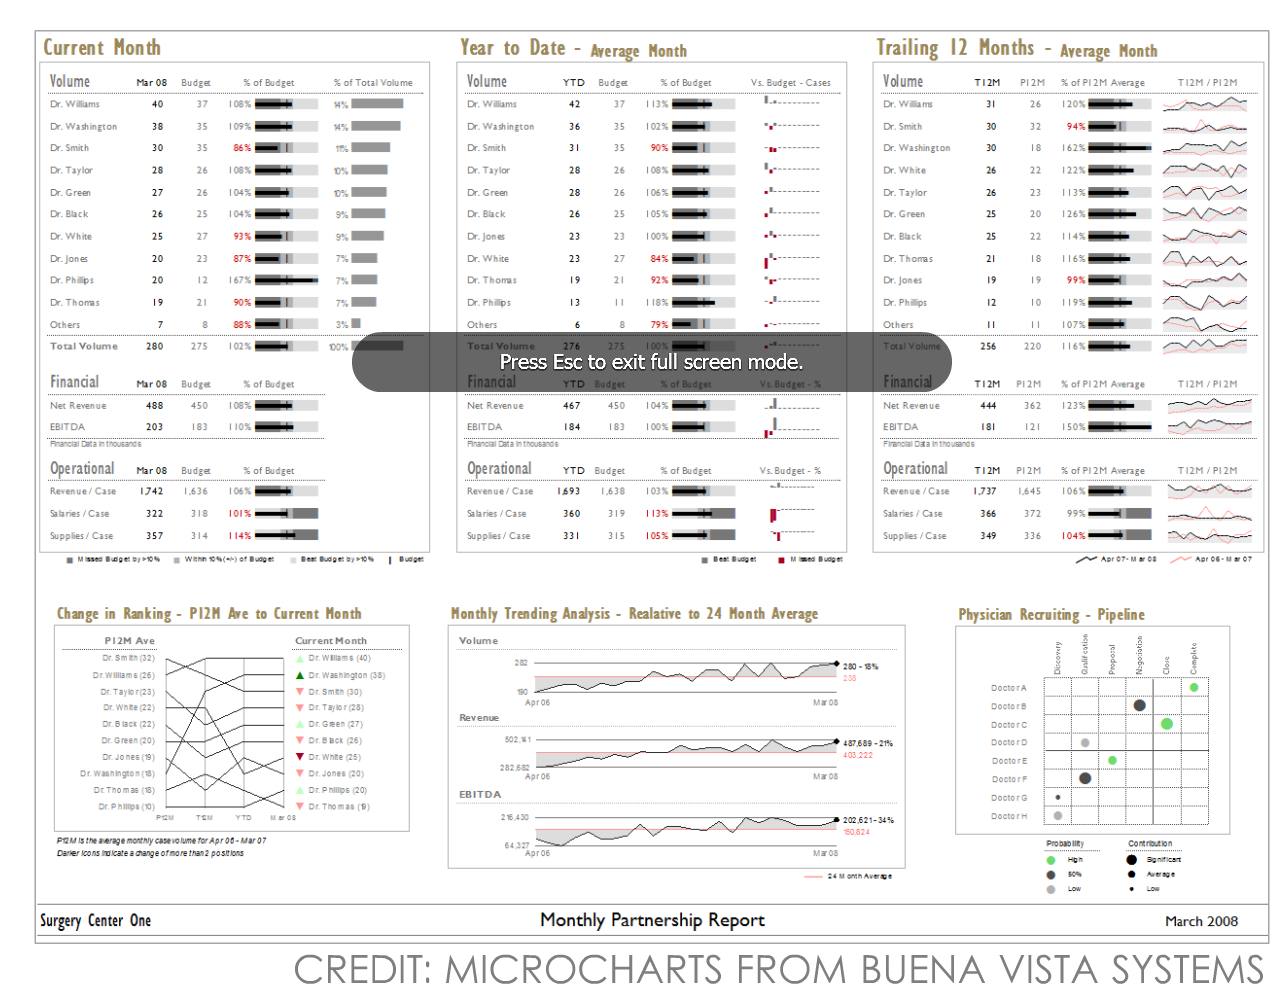 Current Month
Volume Mar 08 Budget % of Budget % of Total Volume
Dr. Williams 40 37 108% 14%
Dr. Washington 38 35 109% 14%
Dr. Smith 30 35 86% 11%
Dr. Taylor 28 26 108% 10%
Dr. Green 27 26 104% 10%
Dr. Black 26 25 104% 9%
Dr. White 25 27 93% 9%
Dr. Jones 20 23 87% 7%
Dr. Phillips 20 12 167% 7%
Dr. Thomas 19 21 90% 7%
Others 7 8 88% 3%
Total Volume 280 275 102% 100%
Financial Mar 08 Budget % of Budget
Net Revenue 488 450 108%
EBITDA 203 183 110%
Financial Data in thousands
Operational Mar 08 Budget % of Budget
Revenue / Case 1,742 1,636 106%
Salaries / Case 322 318 101%
Supplies / Case 357 314 114%
Missed Budget by >10% Within 10% (+/-) of Budget Beat Budget by >10% Budget
Year to Date - Average Month
Volume YTD Budget % of Budget Vs. Budget - Cases
Dr. Williams 42 37 113%
Dr. Washington 36 35 102%
Dr. Smith 31 35 90%
Dr. Taylor 28 26 108%
Dr. Green 28 26 106%
Dr. Black 26 25 105%
Dr. Jones 23 23 100%
Dr. White 23 27 84%
Dr. Thomas 19 21 92%
Dr. Phillips 13 11 118%
Others 6 8 79%
Total Volume 276 275 100%
Press Esc to exit full screen mode.
Financial YTD Budget % of Budget Vs. Budget - %
Net Revenue 467 450 104%
EBITDA 184 183 100%
Financial Data in thousands
Operational YTD Budget % of Budget Vs. Budget - %
Revenue / Case 1,693 1,638 103%
Salaries / Case 360 319 113%
Supplies / Case 331 315 105%
Beat Budget Missed Budget
Trailing 12 Months - Average Month
Volume T12M P12M % of P12M Average T12M / P12M
Dr. Williams 31 26 120%
Dr. Smith 30 32 94%
Dr. Washington 30 18 162%
Dr. White 26 22 122%
Dr. Taylor 26 23 113%
Dr. Green 25 20 126%
Dr. Black 25 22 114%
Dr. Thomas 21 18 116%
Dr. Jones 19 19 99%
Dr. Phillips 12 10 119%
Others 11 11 107%
Total Volume 256 220 116%
Financial T12M P12M % of P12M Average T12M / P12M
Net Revenue 444 362 123%
EBITDA 181 121 150%
Financial Data in thousands
Operational T12M P12M % of P12M Average T12M / P12M
Revenue / Case 1,737 1,645 106%
Salaries / Case 366 372 99%
Supplies / Case 349 336 104%
Apr 07 - Mar 08 Apr 06 - Mar 07
Change in Ranking - P12M Ave to Current Month
P12M Ave Current Month
Dr. Smith (32) Dr. Williams (40)
Dr. Williams (26) Dr. Washington (38)
Dr. Taylor (23) Dr. Smith (30)
Dr. White (22) Dr. Taylor (28)
Dr. Black (22) Dr. Green (27)
Dr. Green (20) Dr. Black (26)
Dr. Jones (19) Dr. White (25)
Dr. Washington (18) Dr. Jones (20)
Dr. Thomas (18) Dr. Phillips (20)
Dr. Phillips (10) Dr. Thomas (19)
P12M T12M YTD Mar 08
P12M is the average monthly case volume for Apr 06 - Mar 07
Darker icons indicate a change of more than 2 positions
Monthly Trending Analysis - Realative to 24 Month Average
Volume
282 280 - 18%
238
190
Apr 06 Mar 08
Revenue
502,141 487,689 - 21%
403,222
282,682
Apr 06 Mar 08
EBITDA
216,430 202,621 - 34%
150,824
64,327
Apr 06 Mar 08
24 Month Average
Physician Recruiting - Pipeline
Discovery Qualification Proposal Negotiation Close Complete
Doctor A
Doctor B
Doctor C
Doctor D
Doctor E
Doctor F
Doctor G
Doctor H
Probability Contribution
High Significant
50% Average
Low Low
Surgery Center One Monthly Partnership Report March 2008
CREDIT: MICROCHARTS FROM BUENA VISTA SYSTEMS